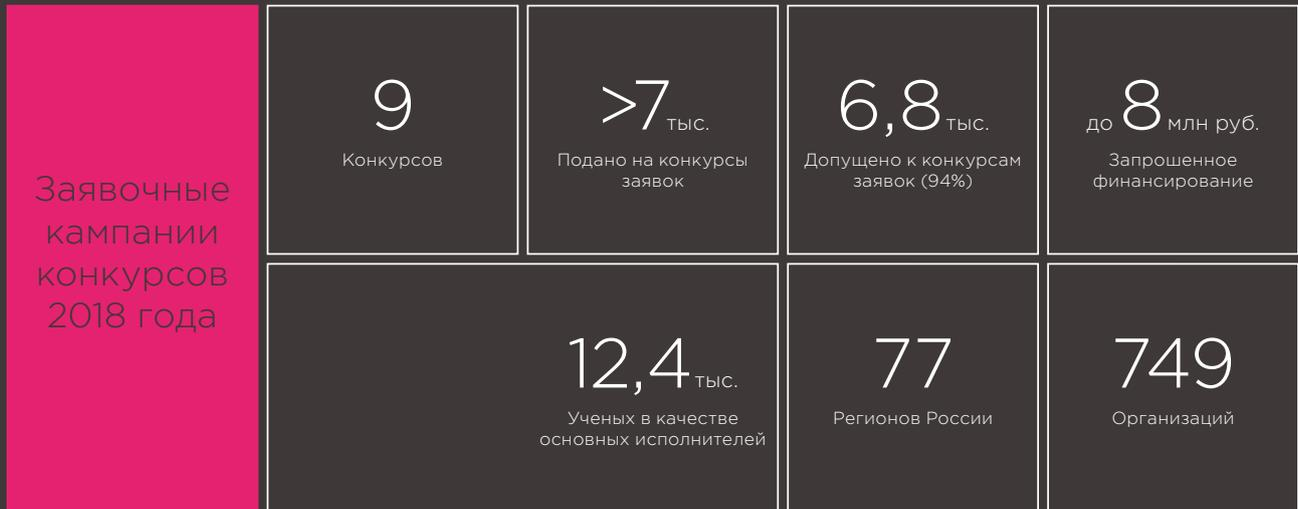 Заявочные
кампании
конкурсов
2018 года
9
Конкурсов
>7 тыс.
Подано на конкурсы
заявок
6,8 тыс.
Допущено к конкурсам
заявок (94%)
до 8 млн руб.
Запрошенное
финансирование
12,4 тыс.
Ученых в качестве
основных исполнителей
77
Регионов России
749
Организаций